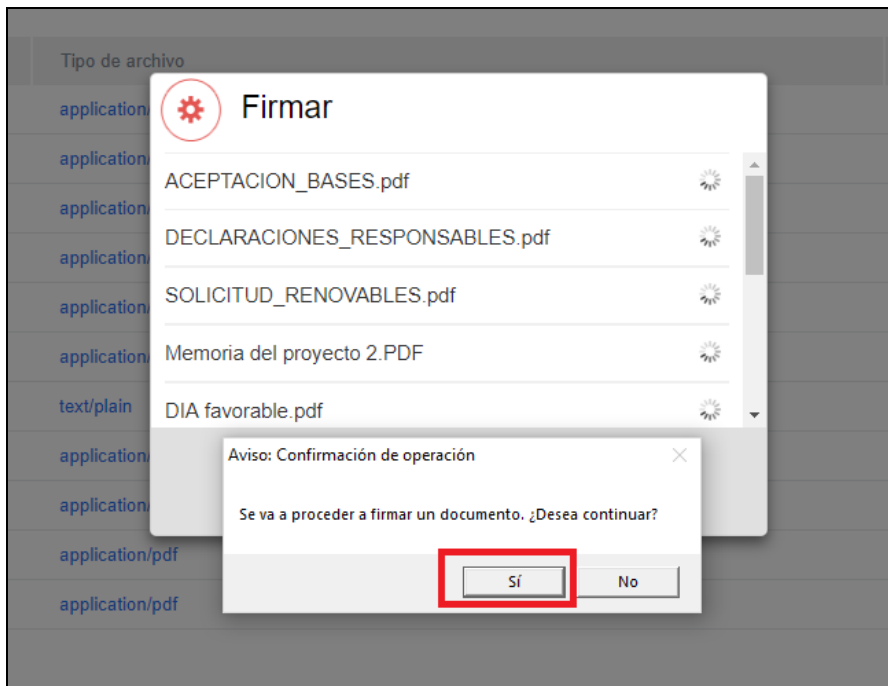 Tipo de archivo
Firmar
application/
ACEPTACION_BASES.pdf
application/
application/
DECLARACIONES_RESPONSABLES.pdf
application/
SOLICITUD_RENOVABLES.pdf
application/
Memoria del proyecto 2.PDF
application/
DIA favorable.pdf
text/plain
application/
Aviso: Confirmación de operación
application/
Se va a proceder a firmar un documento. ¿Desea continuar?
application/pdf
Sí
No
application/pdf